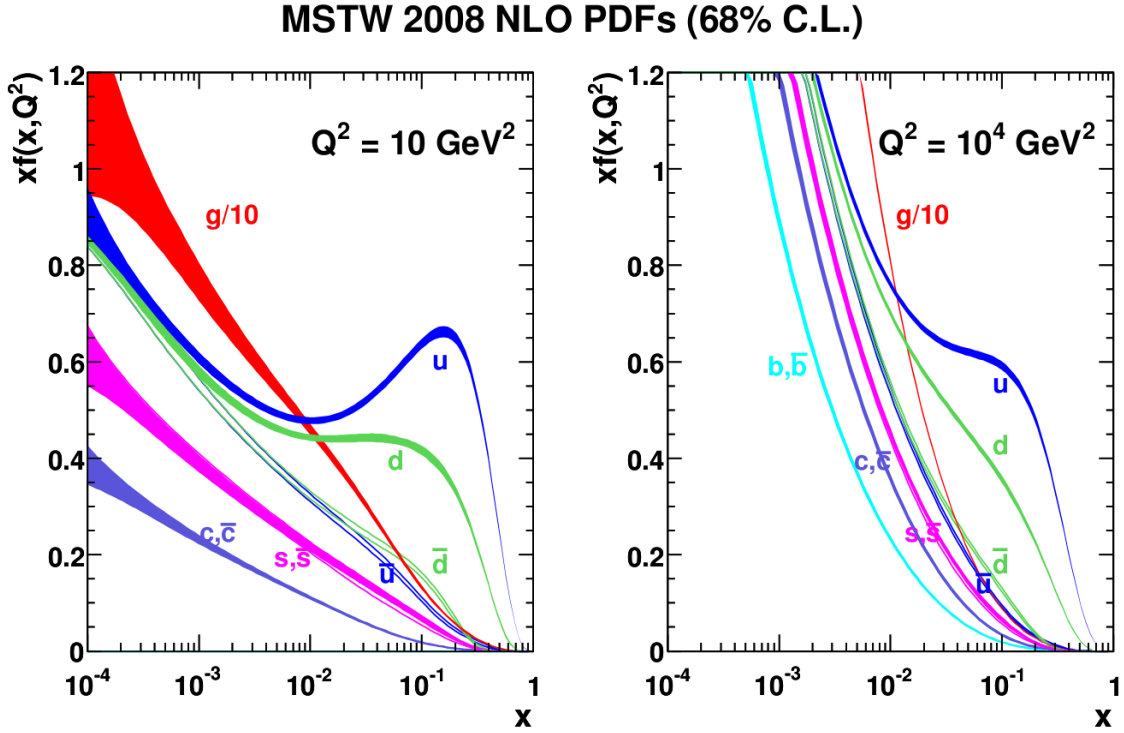 MSTW 2008 NLO PDFs (68% C.L.)
xf(x,Q²)
1.2
1
0.8
0.6
0.4
0.2
0
Q² = 10 GeV²
g/10
u
d
c,c̅
s,s̅
u̅
d̅
10⁻⁴
10⁻³
10⁻²
10⁻¹
1
x
xf(x,Q²)
1.2
1
0.8
0.6
0.4
0.2
0
Q² = 10⁴ GeV²
g/10
b,b̅
u
d
c,c̅
s,s̅
d̅
u̅
10⁻⁴
10⁻³
10⁻²
10⁻¹
1
x